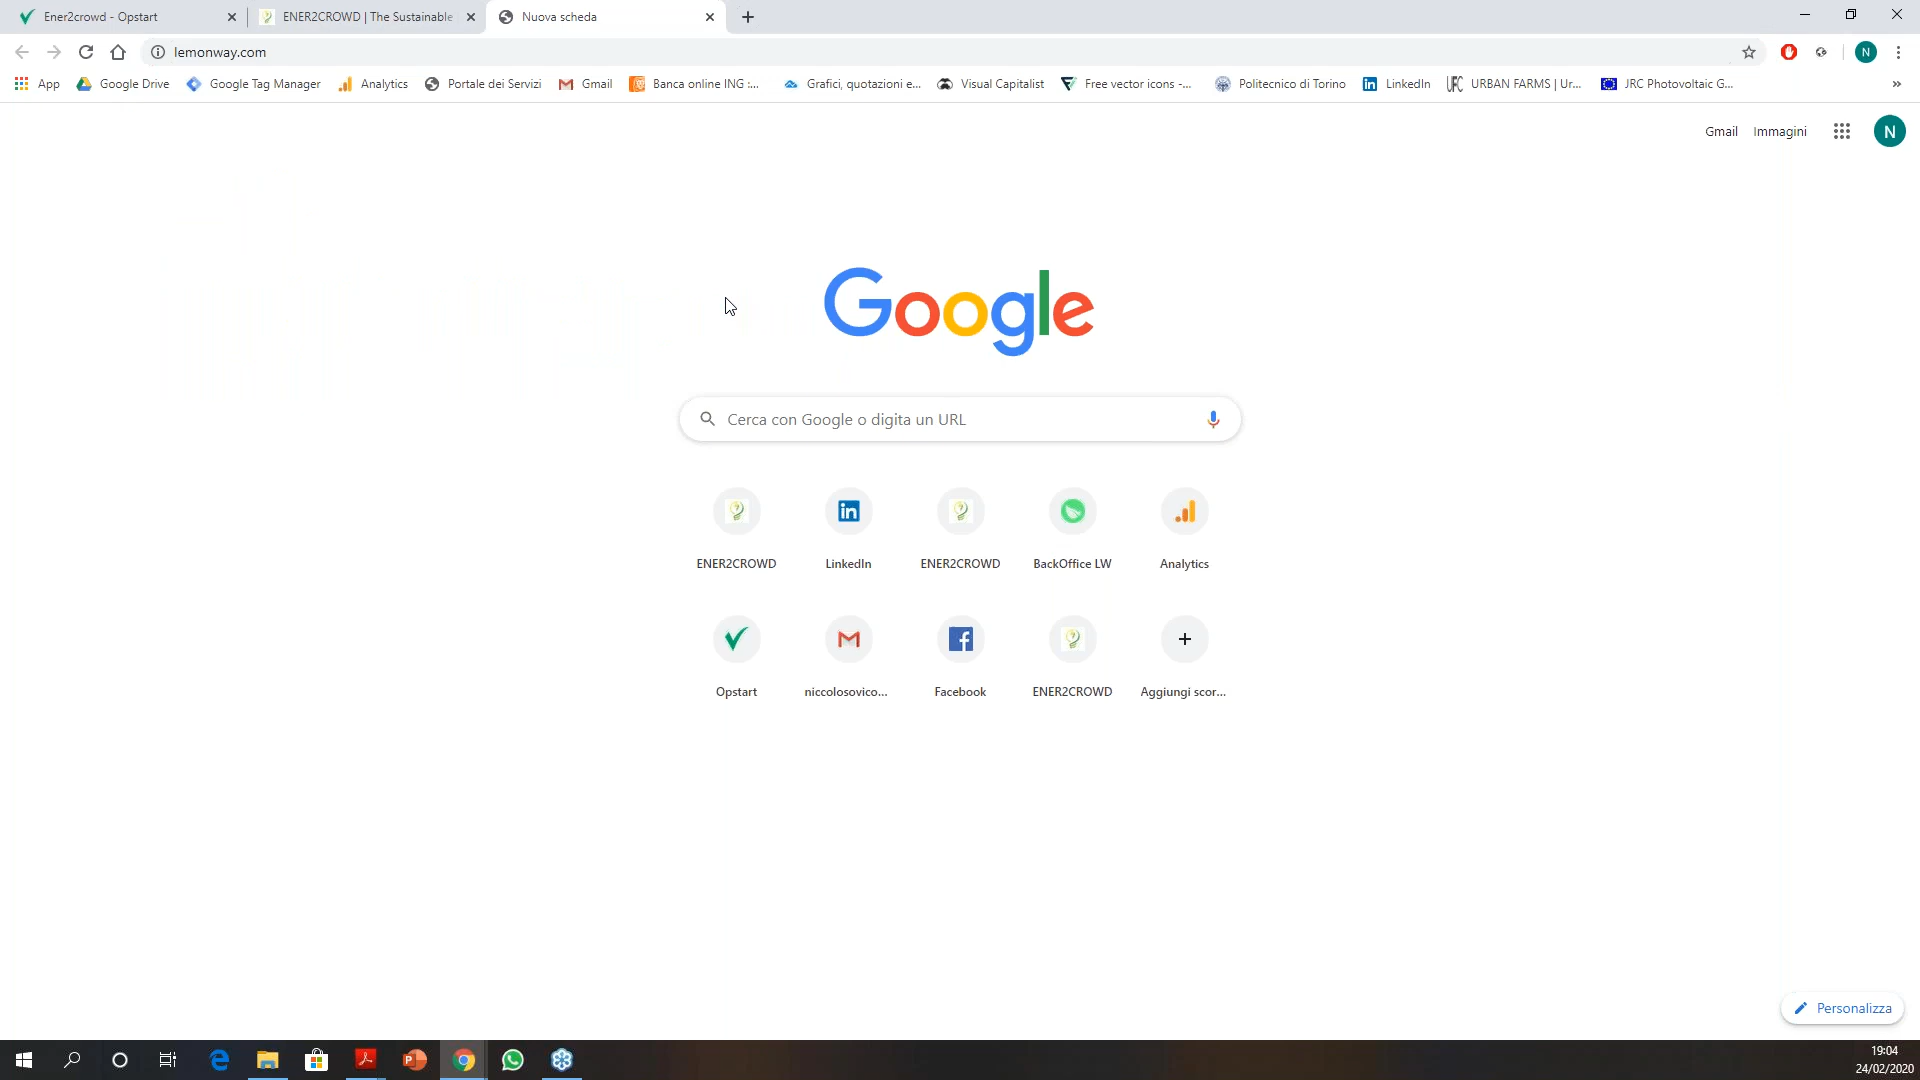 Ener2crowd - Opstart
ENER2CROWD | The Sustainable
Nuova scheda
lemonway.com
N
App
Google Drive
Google Tag Manager
Analytics
Portale dei Servizi
Gmail
Banca online ING :...
Grafici, quotazioni e...
Visual Capitalist
Free vector icons -...
Politecnico di Torino
LinkedIn
URBAN FARMS | Ur...
JRC Photovoltaic G...
Gmail
Immagini
N
Google
Cerca con Google o digita un URL
ENER2CROWD
LinkedIn
ENER2CROWD
BackOffice LW
Analytics
Opstart
niccolosovico...
Facebook
ENER2CROWD
Aggiungi scor...
Personalizza
19:04
24/02/2020